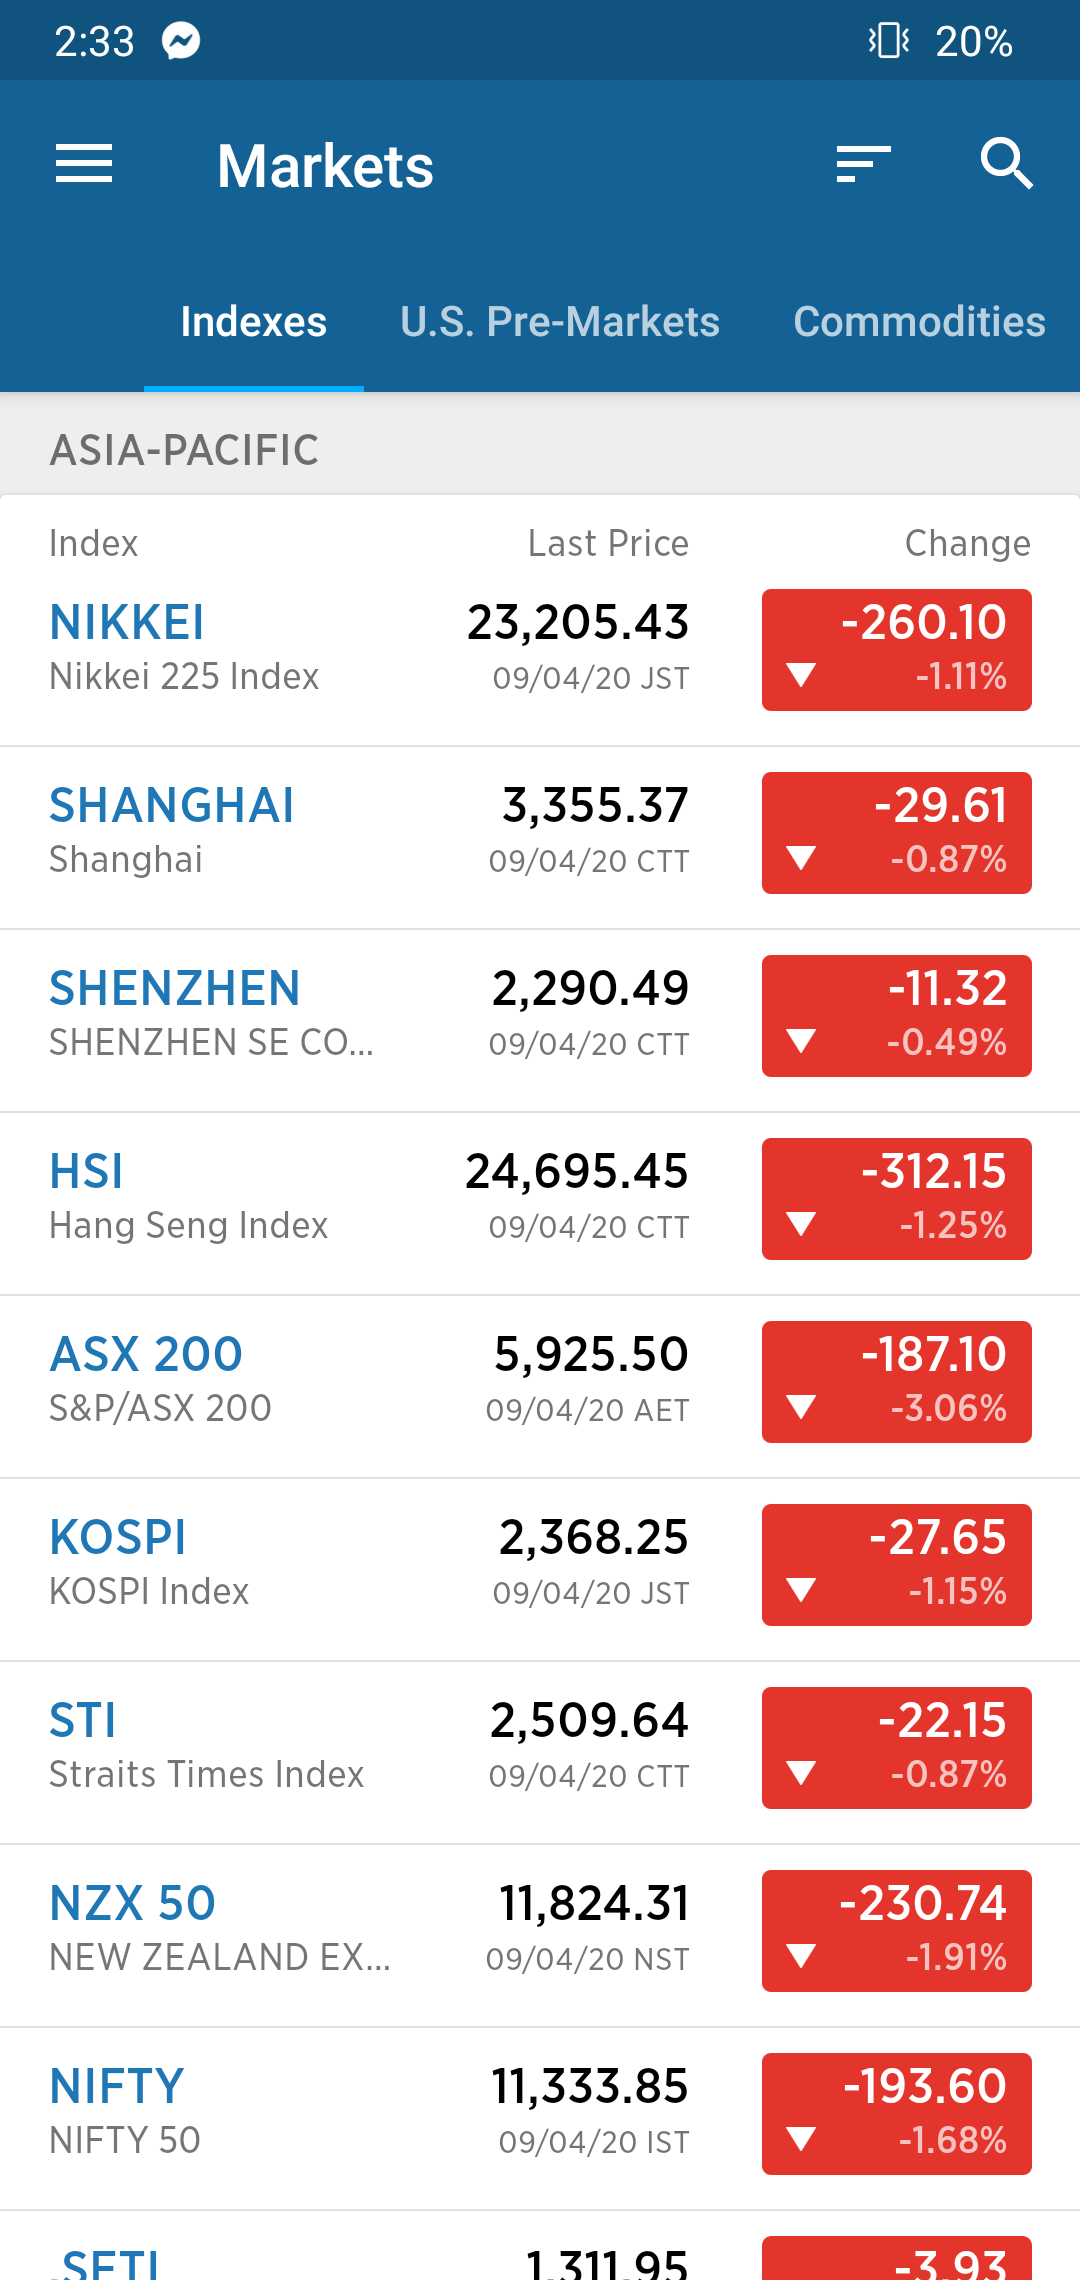 2:33 20%
Markets
Indexes U.S. Pre-Markets Commodities
ASIA-PACIFIC
Index Last Price Change
NIKKEI 23,205.43 -260.10
Nikkei 225 Index 09/04/20 JST -1.11%
SHANGHAI 3,355.37 -29.61
Shanghai 09/04/20 CTT -0.87%
SHENZHEN 2,290.49 -11.32
SHENZHEN SE CO... 09/04/20 CTT -0.49%
HSI 24,695.45 -312.15
Hang Seng Index 09/04/20 CTT -1.25%
ASX 200 5,925.50 -187.10
S&P/ASX 200 09/04/20 AET -3.06%
KOSPI 2,368.25 -27.65
KOSPI Index 09/04/20 JST -1.15%
STI 2,509.64 -22.15
Straits Times Index 09/04/20 CTT -0.87%
NZX 50 11,824.31 -230.74
NEW ZEALAND EX... 09/04/20 NST -1.91%
NIFTY 11,333.85 -193.60
NIFTY 50 09/04/20 IST -1.68%
.SETI 1,311.95 -3.93